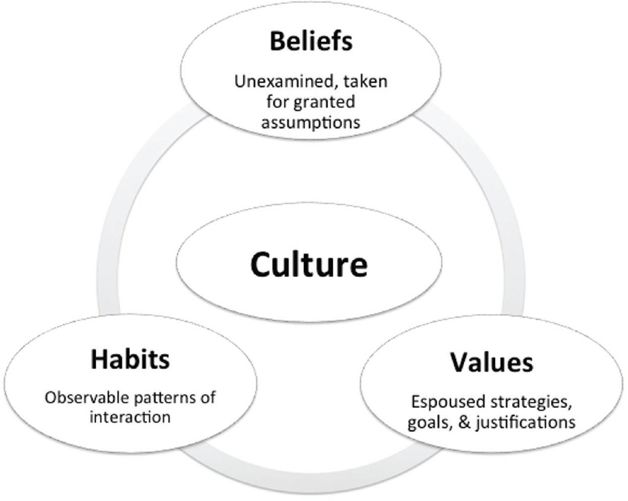 Beliefs
Unexamined, taken
for granted
assumptions
Culture
Habits
Observable patterns of
interaction
Values
Espoused strategies,
goals, & justifications